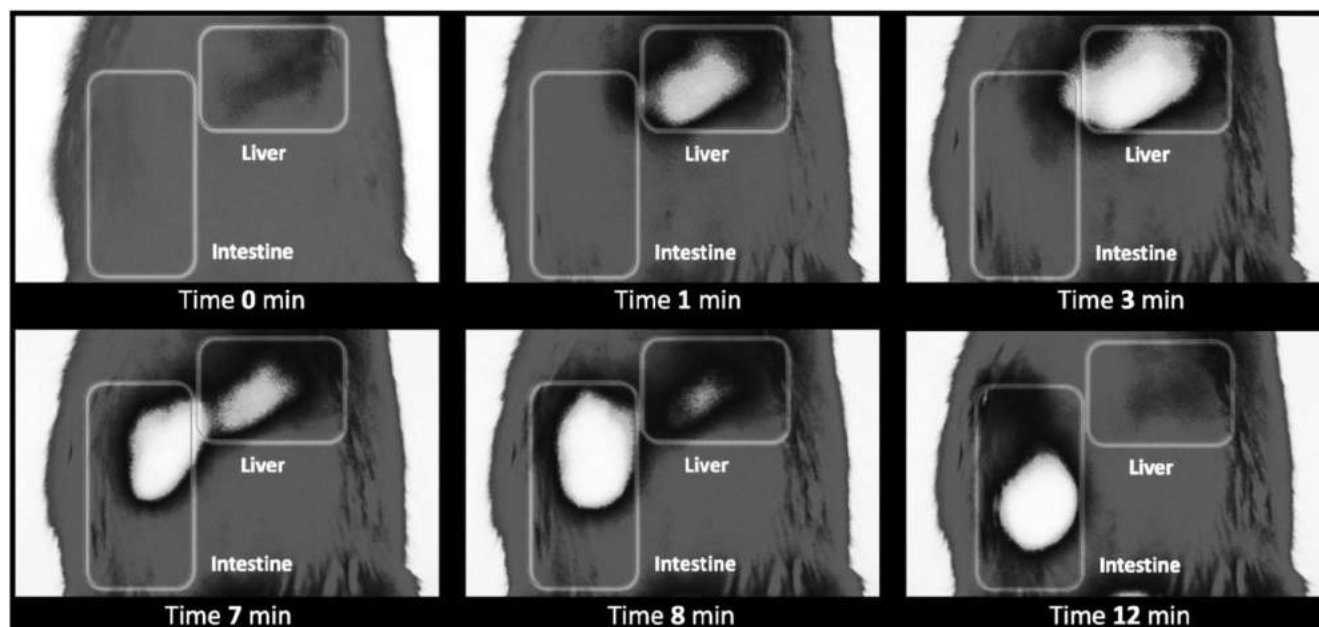 Liver
Intestine
Time 0 min
Liver
Intestine
Time 1 min
Liver
Intestine
Time 3 min
Liver
Intestine
Time 7 min
Liver
Intestine
Time 8 min
Liver
Intestine
Time 12 min